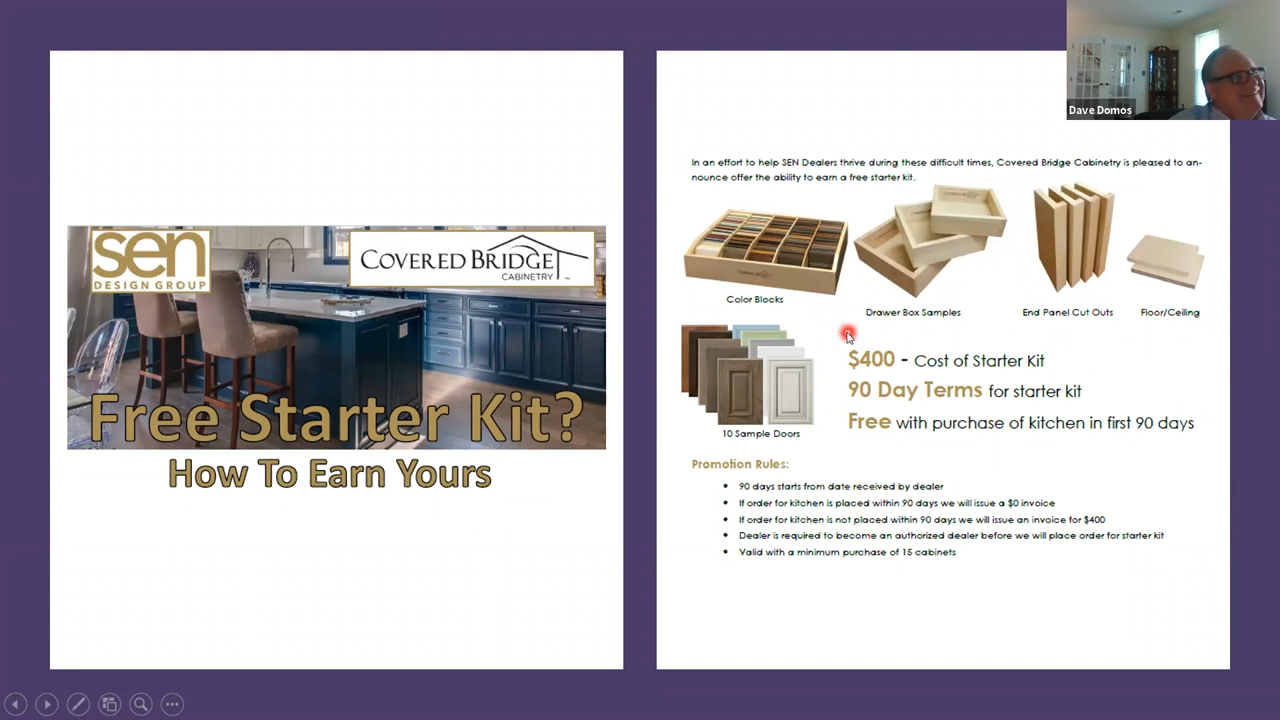 Dave Domos
sen
DESIGN GROUP
COVERED BRIDGE
CABINETRY
Free Starter Kit?
How To Earn Yours
In an effort to help SEN Dealers thrive during these difficult times, Covered Bridge Cabinetry is pleased to an-
nounce offer the ability to earn a free starter kit.
Color Blocks
Drawer Box Samples
End Panel Cut Outs
Floor/Ceiling
10 Sample Doors
$400 - Cost of Starter Kit
90 Day Terms for starter kit
Free with purchase of kitchen in first 90 days
Promotion Rules:
• 90 days starts from date received by dealer
• If order for kitchen is placed within 90 days we will issue a $0 invoice
• If order for kitchen is not placed within 90 days we will issue an invoice for $400
• Dealer is required to become an authorized dealer before we will place order for starter kit
• Valid with a minimum purchase of 15 cabinets